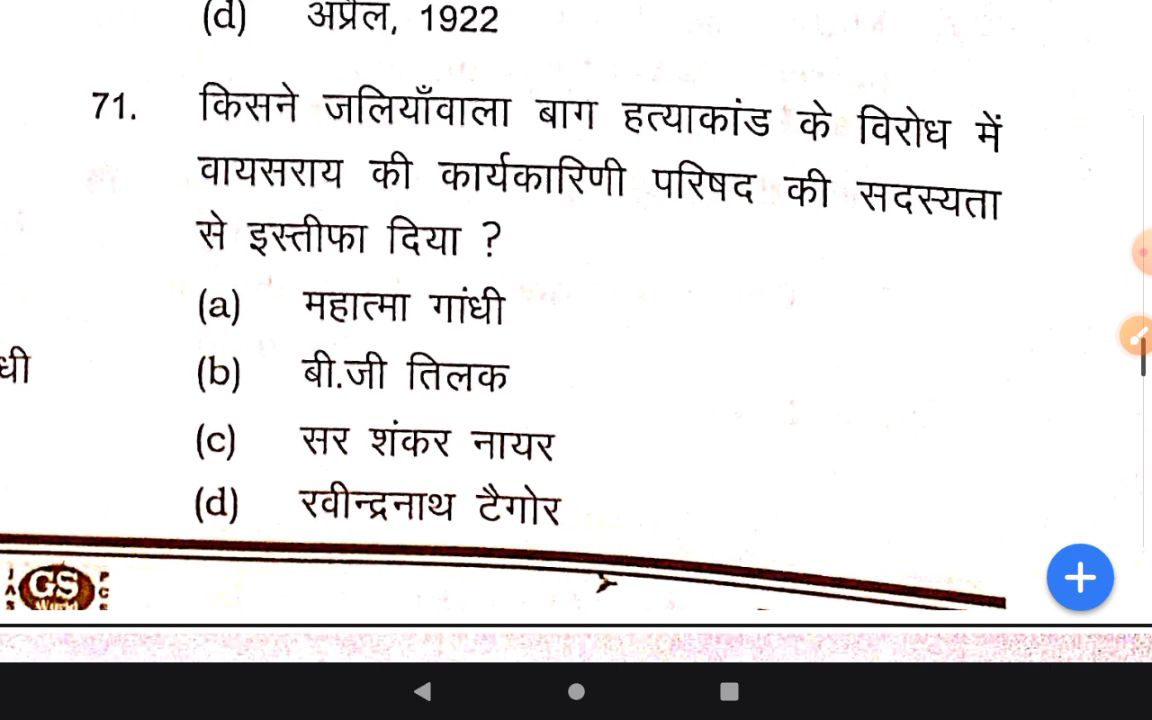 (d) अप्रैल, 1922
71. किसने जलियाँवाला बाग हत्याकांड के विरोध में
वायसराय की कार्यकारिणी परिषद की सदस्यता
से इस्तीफा दिया ?
(a) महात्मा गांधी
धी
(b) बी.जी तिलक
(c) सर शंकर नायर
(d) रवीन्द्रनाथ टैगोर
GS